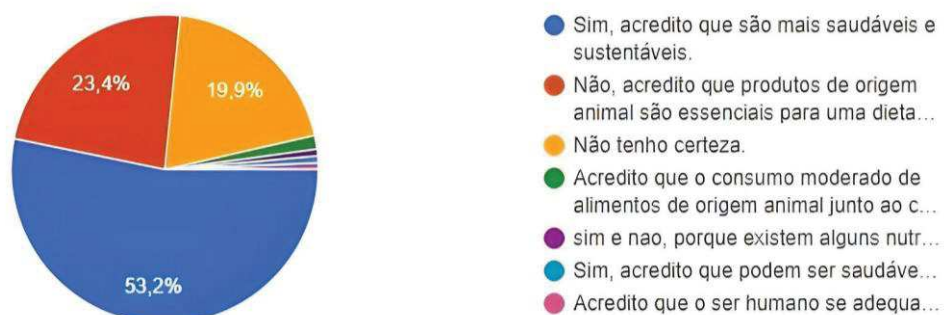 23,4%
19,9%
53,2%
Sim, acredito que são mais saudáveis e
sustentáveis.
Não, acredito que produtos de origem
animal são essenciais para uma dieta...
Não tenho certeza.
Acredito que o consumo moderado de
alimentos de origem animal junto ao c...
sim e nao, porque existem alguns nutr...
Sim, acredito que podem ser saudáve...
Acredito que o ser humano se adequa...